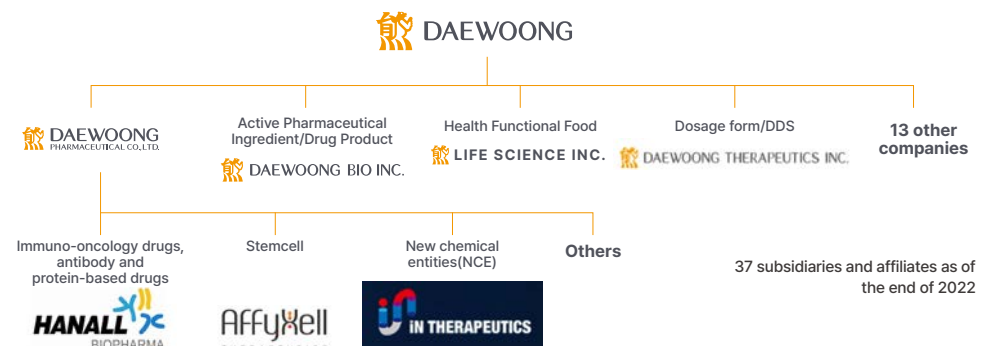 DAEWOONG
DAEWOONG
PHARMACEUTICAL CO.,LTD.
Active Pharmaceutical
Ingredient/Drug Product
DAEWOONG BIO INC.
Health Functional Food
LIFE SCIENCE INC.
Dosage form/DDS
DAEWOONG THERAPEUTICS INC.
13 other
companies
Immuno-oncology drugs,
antibody and
protein-based drugs
HANALL
BIOPHARMA
Stemcell
AFFyXell
New chemical
entities(NCE)
iN THERAPEUTICS
Others
37 subsidiaries and affiliates as of
the end of 2022